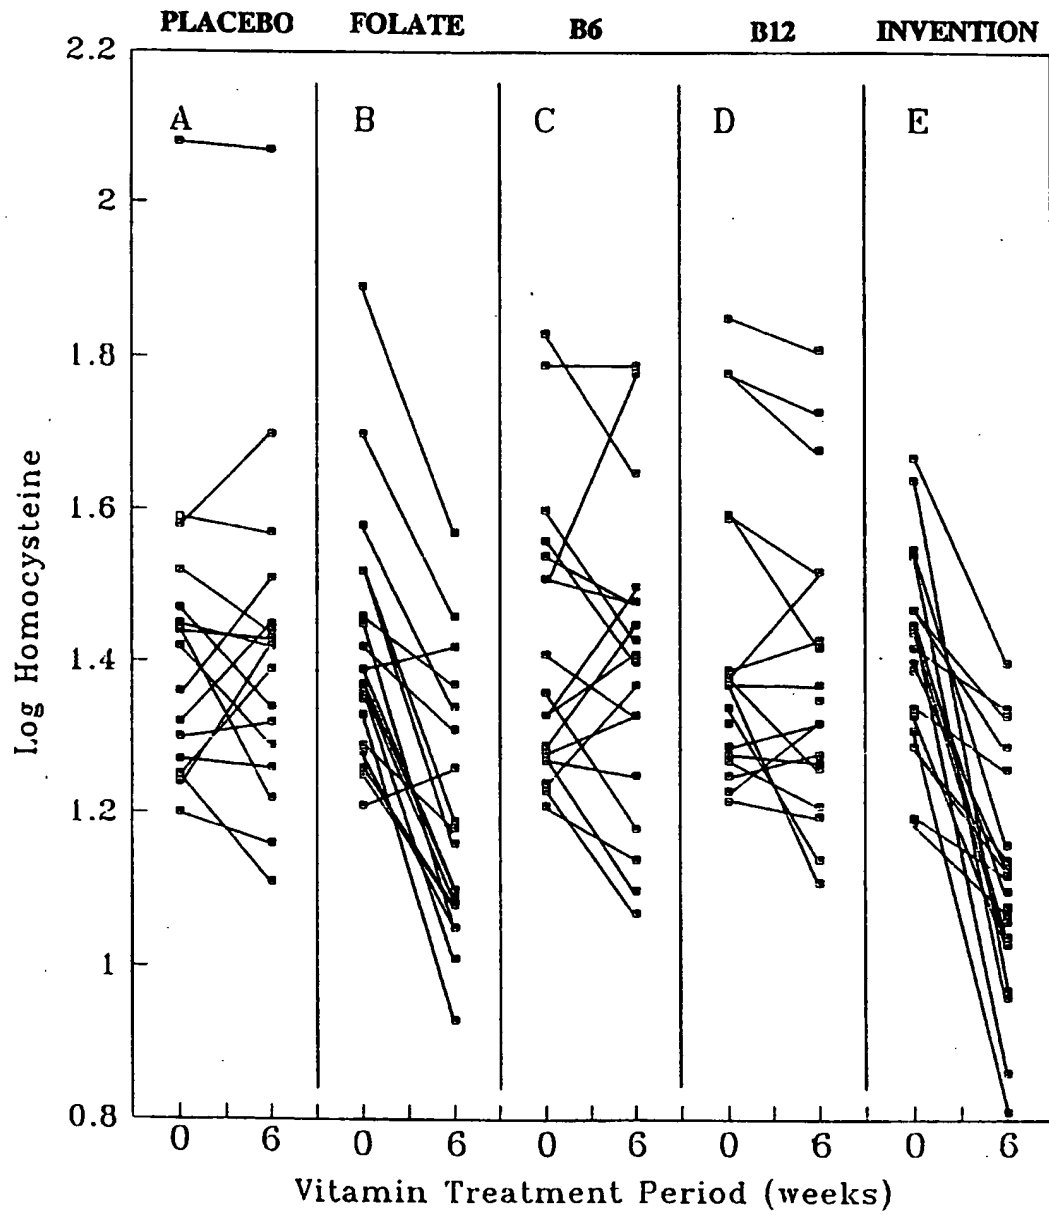 PLACEBO FOLATE B6 B12 INVENTION
2.2
A B C D E
2
1.8
1.6
1.4
1.2
1
0.8
0 6 0 6 0 6 0 6 0 6
Log Homocysteine
Vitamin Treatment Period (weeks)